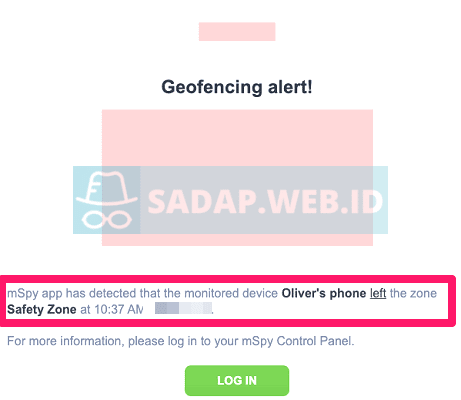 Geofencing alert!
SADAP.WEB.ID
mSpy app has detected that the monitored device Oliver's phone left the zone
Safety Zone at 10:37 AM
For more information, please log in to your mSpy Control Panel.
LOG IN